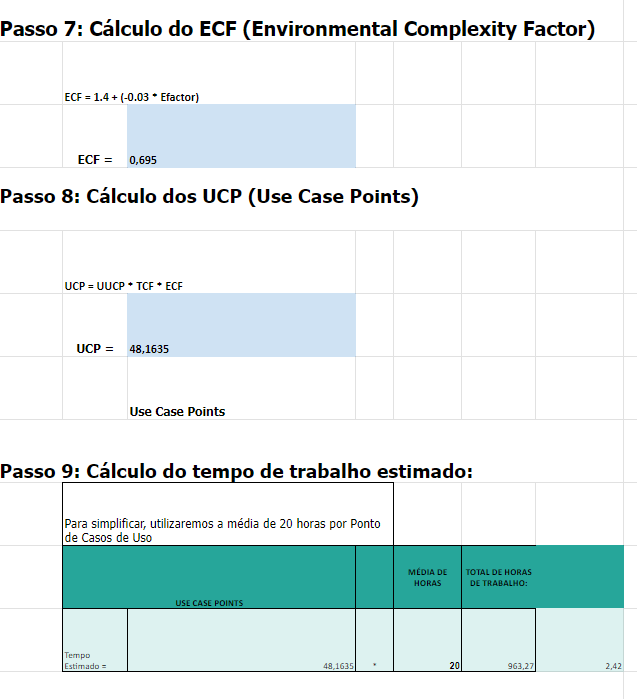 Passo 7: Cálculo do ECF (Environmental Complexity Factor)
ECF = 1.4 + (-0.03 * Efactor)
ECF = 0,695
Passo 8: Cálculo dos UCP (Use Case Points)
UCP = UUCP * TCF * ECF
UCP = 48,1635
Use Case Points
Passo 9: Cálculo do tempo de trabalho estimado:
Para simplificar, utilizaremos a média de 20 horas por Ponto
de Casos de Uso
MÉDIA DE
HORAS
TOTAL DE HORAS
DE TRABALHO:
USE CASE POINTS
Tempo
Estimado =
48,1635 * 20 963,27 2,42